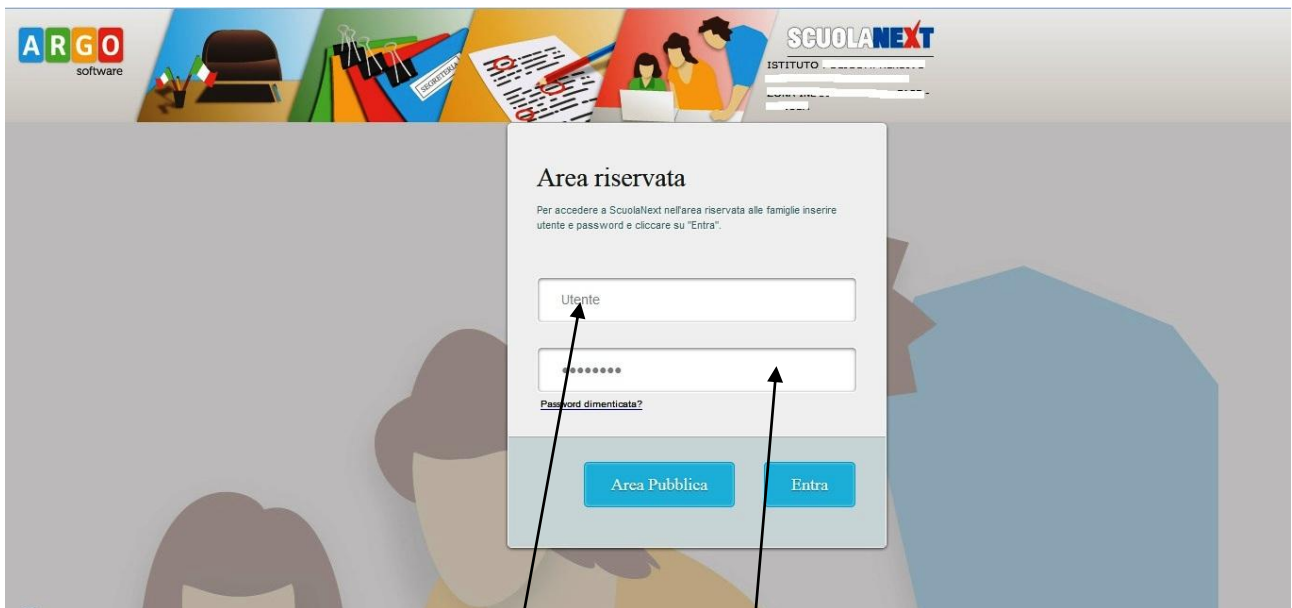 ARGO
software
SEGRETERIA
SCUOLANEXT
ISTITUTO
Area riservata
Per accedere a ScuolaNext nell'area riservata alle famiglie inserire
utente e password e cliccare su "Entra".
Utente
Password dimenticata?
Area Pubblica
Entra